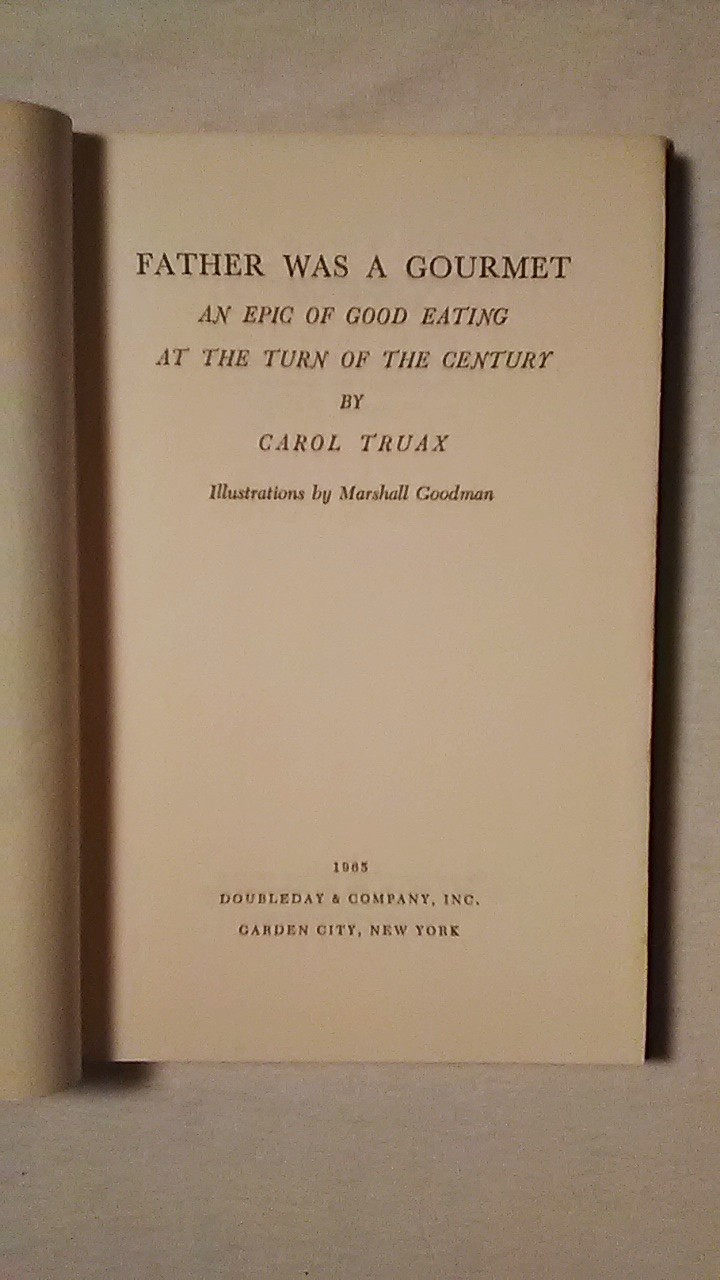 FATHER WAS A GOURMET
AN EPIC OF GOOD EATING
AT THE TURN OF THE CENTURY
BY
CAROL TRUAX
Illustrations by Marshall Goodman
1965
DOUBLEDAY & COMPANY, INC.
GARDEN CITY, NEW YORK